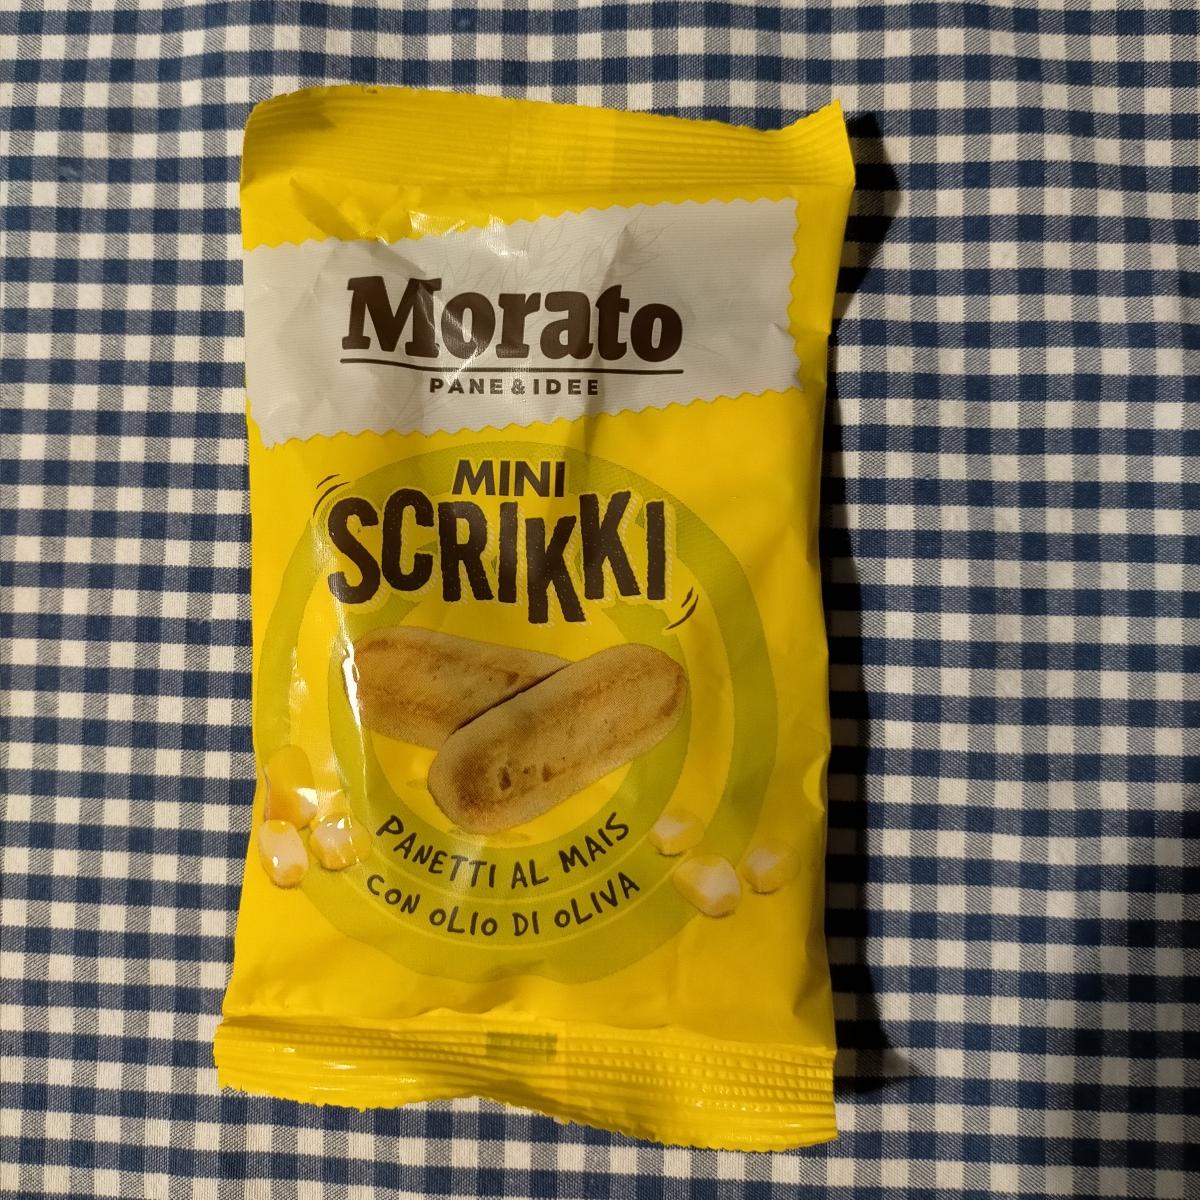 Morato
PANE & IDEE
MINI
SCRIKKI
PANETTI AL MAIS
CON OLIO DI OLIVA